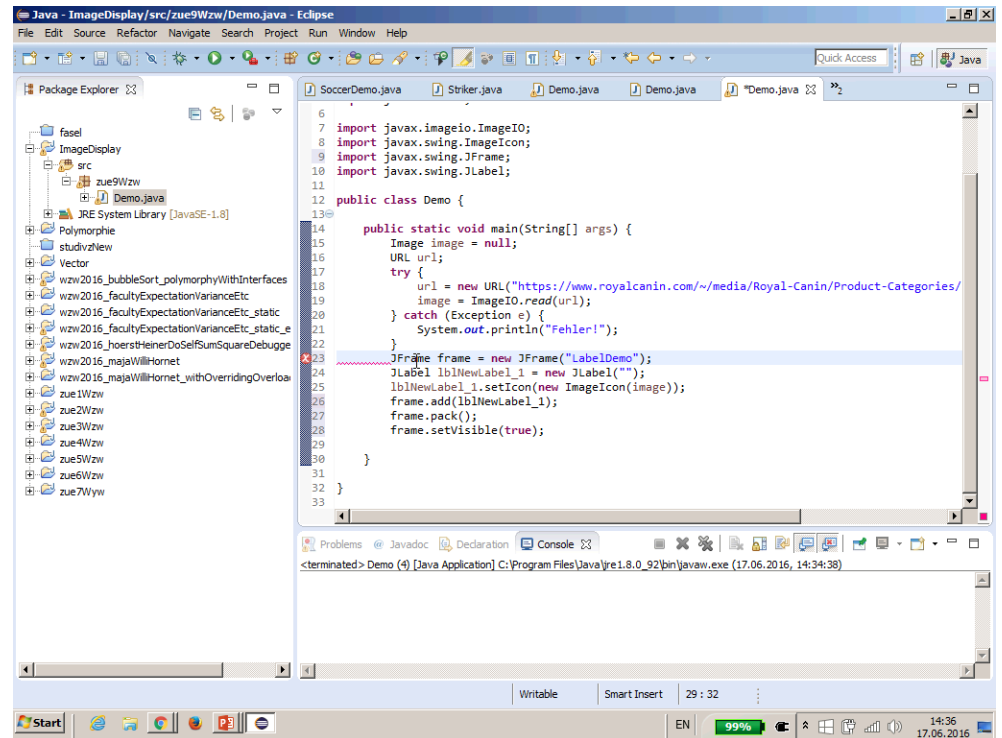 Java - ImageDisplay/src/zue9Wzw/Demo.java - Eclipse
File Edit Source Refactor Navigate Search Project Run Window Help
Quick Access
Java
Package Explorer
fasel
ImageDisplay
src
zue9Wzw
Demo.java
JRE System Library [JavaSE-1.8]
Polymorphie
studivzNew
Vector
wzw2016_bubbleSort_polymorphyWithInterfaces
wzw2016_facultyExpectationVarianceEtc
wzw2016_facultyExpectationVarianceEtc_static
wzw2016_facultyExpectationVarianceEtc_static_e
wzw2016_hoerstHeinerDoSelfSumSquareDebugge
wzw2016_majaWilliHornet
wzw2016_majaWilliHornet_withOverridingOverloa
zue1Wzw
zue2Wzw
zue3Wzw
zue4Wzw
zue5Wzw
zue6Wzw
zue7Wyw
SoccerDemo.java Striker.java Demo.java Demo.java *Demo.java »2
6
7 import javax.imageio.ImageIO;
8 import javax.swing.ImageIcon;
9 import javax.swing.JFrame;
10 import javax.swing.JLabel;
11
12 public class Demo {
13
14 public static void main(String[] args) {
15 Image image = null;
16 URL url;
17 try {
18 url = new URL("https://www.royalcanin.com/~/media/Royal-Canin/Product-Categories/
19 image = ImageIO.read(url);
20 } catch (Exception e) {
21 System.out.println("Fehler!");
22 }
23 JFrame frame = new JFrame("LabelDemo");
24 JLabel lblNewLabel_1 = new JLabel("");
25 lblNewLabel_1.setIcon(new ImageIcon(image));
26 frame.add(lblNewLabel_1);
27 frame.pack();
28 frame.setVisible(true);
29
30 }
31
32 }
33
Problems @ Javadoc Declaration Console
<terminated> Demo (4) [Java Application] C:\Program Files\Java\jre1.8.0_92\bin\javaw.exe (17.06.2016, 14:34:38)
Writable Smart Insert 29 : 32
Start
EN 99% 14:36
17.06.2016